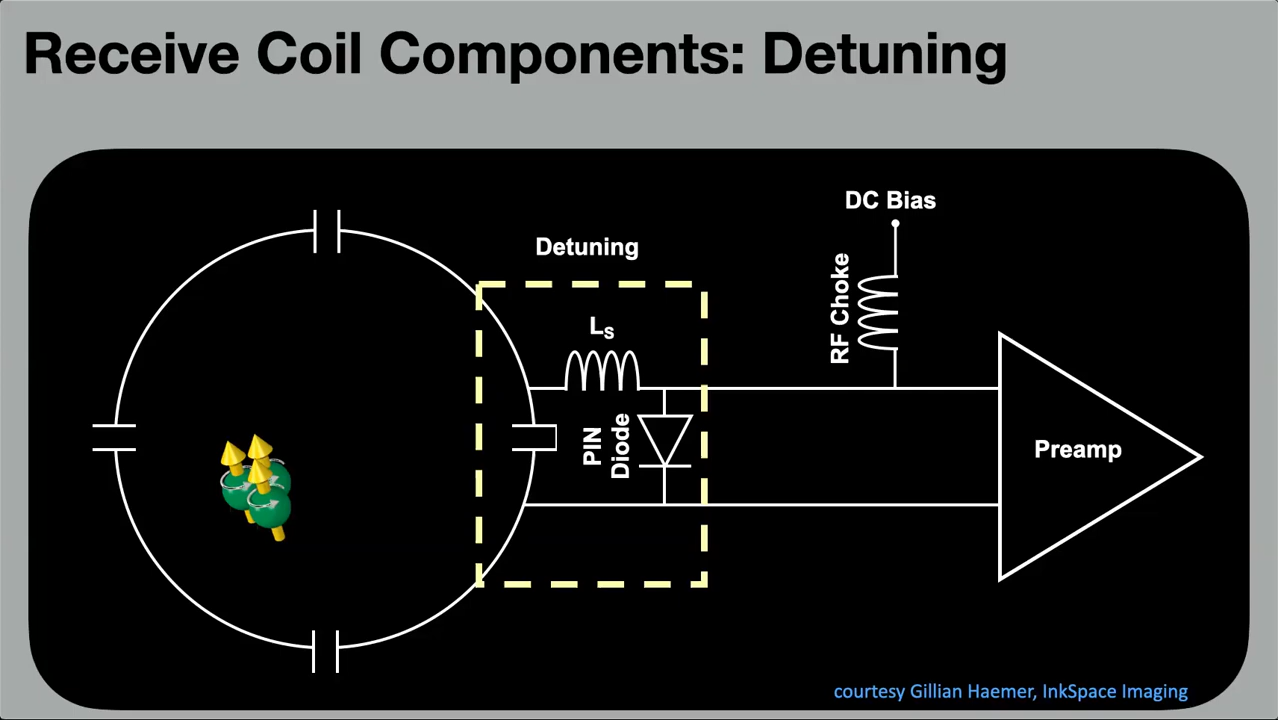 Receive Coil Components: Detuning
DC Bias
Detuning
RF Choke
LS
PIN
Diode
Preamp
courtesy Gillian Haemer, InkSpace Imaging